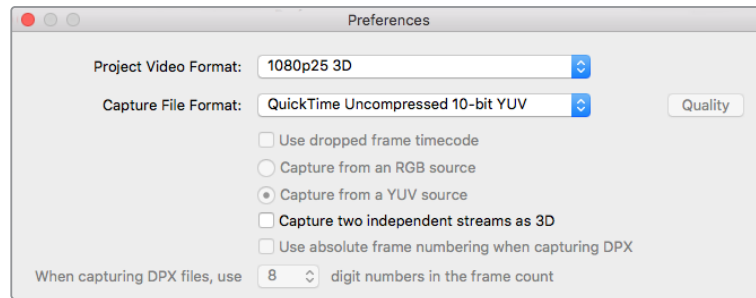 Preferences
Project Video Format: 1080p25 3D
Capture File Format: QuickTime Uncompressed 10-bit YUV Quality
Use dropped frame timecode
Capture from an RGB source
Capture from a YUV source
Capture two independent streams as 3D
Use absolute frame numbering when capturing DPX
When capturing DPX files, use 8 digit numbers in the frame count